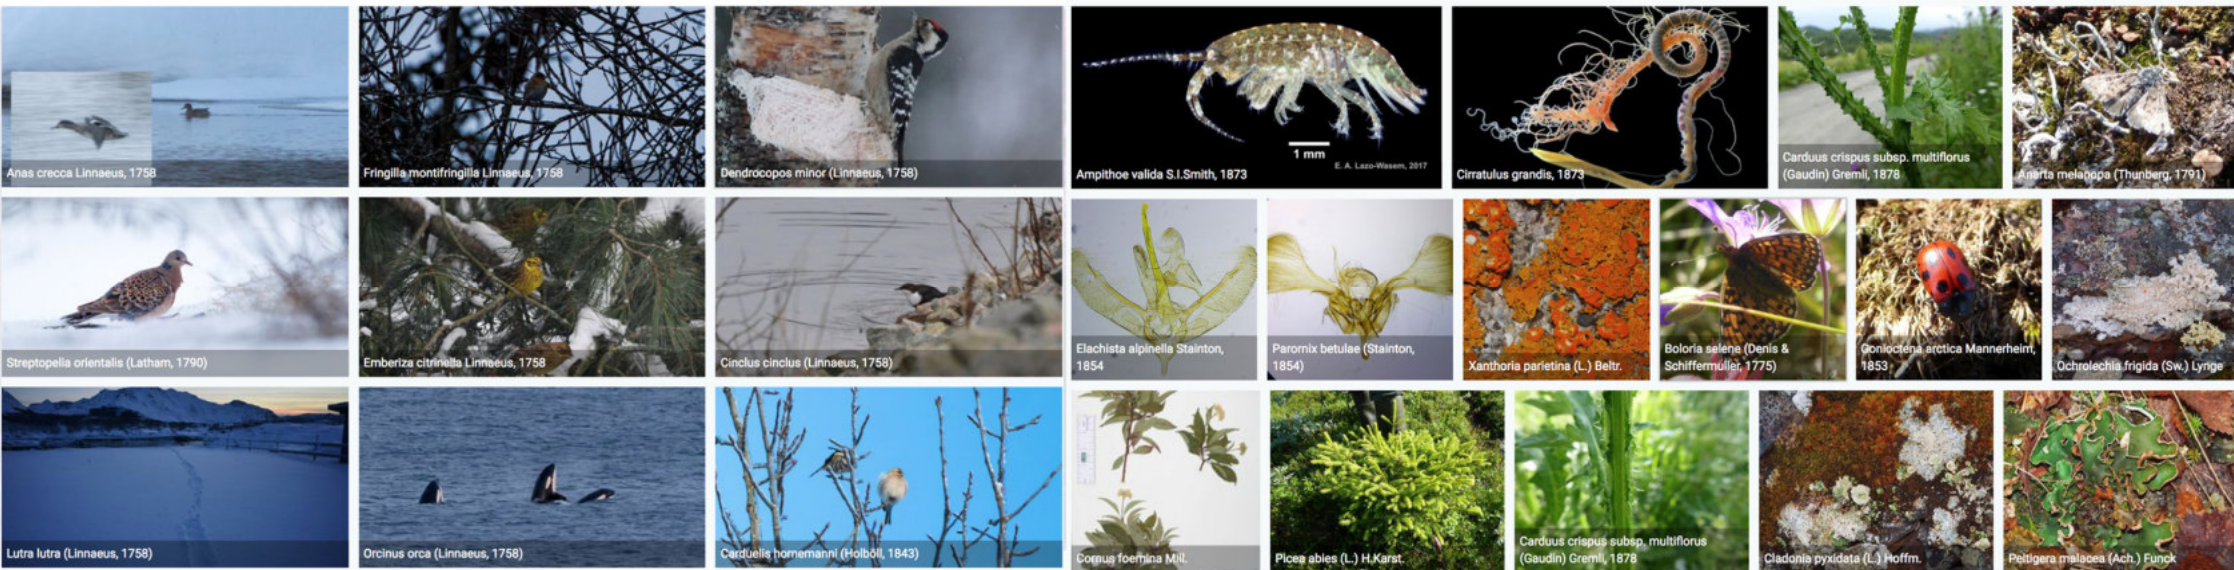 Anas crecca Linnaeus, 1758
Fringilla montifringilla Linnaeus, 1758
Dendrocopos minor (Linnaeus, 1758)
1 mm
E. A. Lazo-Wasem, 2017
Ampithoe valida S.I.Smith, 1873
Cirratulus grandis, 1873
Carduus crispus subsp. multiflorus
(Gaudin) Gremli, 1878
Anarta melanopa (Thunberg, 1791)
Streptopelia orientalis (Latham, 1790)
Emberiza citrinella Linnaeus, 1758
Cinclus cinclus (Linnaeus, 1758)
Elachista alpinella Stainton,
1854
Parornix betulae (Stainton,
1854)
Xanthoria parietina (L.) Beltr.
Boloria selene (Denis &
Schiffermuller, 1775)
Gonioctena arctica Mannerheim,
1853
Ochrolechia frigida (Sw.) Lynge
Lutra lutra (Linnaeus, 1758)
Orcinus orca (Linnaeus, 1758)
Carduelis hornemanni (Holböll, 1843)
Cornus foemina Mill.
Picea abies (L.) H.Karst.
Carduus crispus subsp. multiflorus
(Gaudin) Gremli, 1878
Cladonia pyxidata (L.) Hoffm.
Peltigera malacea (Ach.) Funck